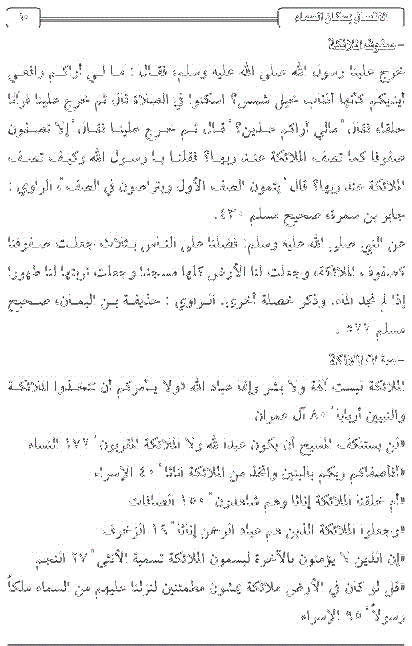 الإنسان وسكان السماء
٦٠
- صفوف الملائكة
خرج علينا رسول الله صلى الله عليه وسلم فقال : ما لي أراكم رافعي
أيديكم كأنها أذناب خيل شمس؟ اسكنوا في الصلاة قال ثم خرج علينا فرآنا
حلقا، فقال "مالي أراكم عزين؟" قال ثم خرج علينا فقال "ألا تصفون
صفوفا كما تصف الملائكة عند ربها؟ فقلنا يا رسول الله وكيف تصف
الملائكة عند ربها؟ قال "يتمون الصف الأول ويتراصون في الصف"، الراوي :
جابر بن سمرة، صحيح مسلم ٤٣٠.
عن النبي صلى الله عليه وسلم: فضلنا على الناس بثلاث، جعلت صفوفنا
كصفوف الملائكة، وجعلت لنا الأرض كلها مسجدا وجعلت تربتها لنا طهورا
إذا لم نجد الماء. وذكر خصلة أخرى. الراوي : حذيفة بن اليمان، صحيح
مسلم ٥٢٢ .
الملائكة ليست آلهة ولا بشر وإنما عباد الله «ولا يأمركم أن تتخذوا الملائكة
والنبيين أربابا" ٨٠ آل عمران
«لن يستنكف المسيح أن يكون عبدا لله ولا الملائكة المقربون" ١٧٢ النساء
«أفأصفاكم ربكم بالبنين واتخذ من الملائكة إناثا" ٤٠ الإسراء
«أم خلقنا الملائكة إناثا وهم شاهدون" ١٥٠ الصافات
«وجعلوا الملائكة الذين هم عباد الرحمن إناثا" ١٩ الزخرف
«إن الذين لا يؤمنون بالآخرة ليسمون الملائكة تسمية الأنثى" ٢٧ النجم
«قل لو كان في الأرض ملائكة يمشون مطمئنين لنزلنا عليهم من السماء ملكاً
رسولاً" ٩٥ الإسراء